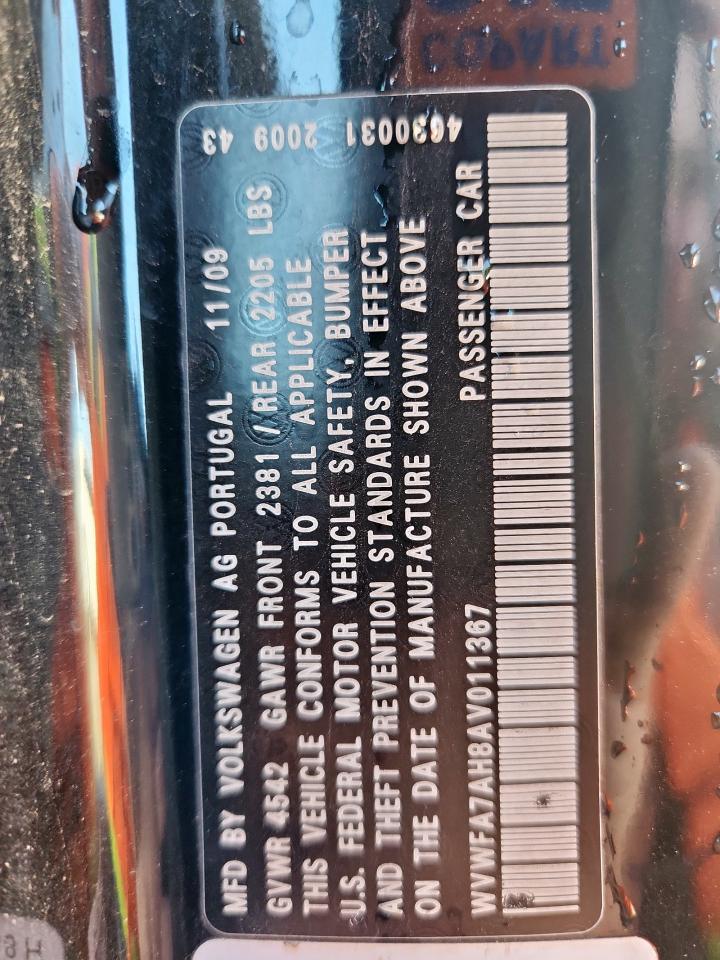 MFD BY VOLKSWAGEN AG PORTUGAL 11/09
GVWR 4542 GAWR FRONT 2381 / REAR 2205 LBS
THIS VEHICLE CONFORMS TO ALL APPLICABLE
U.S. FEDERAL MOTOR VEHICLE SAFETY, BUMPER
AND THEFT PREVENTION STANDARDS IN EFFECT
ON THE DATE OF MANUFACTURE SHOWN ABOVE
WVWFA7AH8AV011367 PASSENGER CAR
4630031 2009 43
COPART